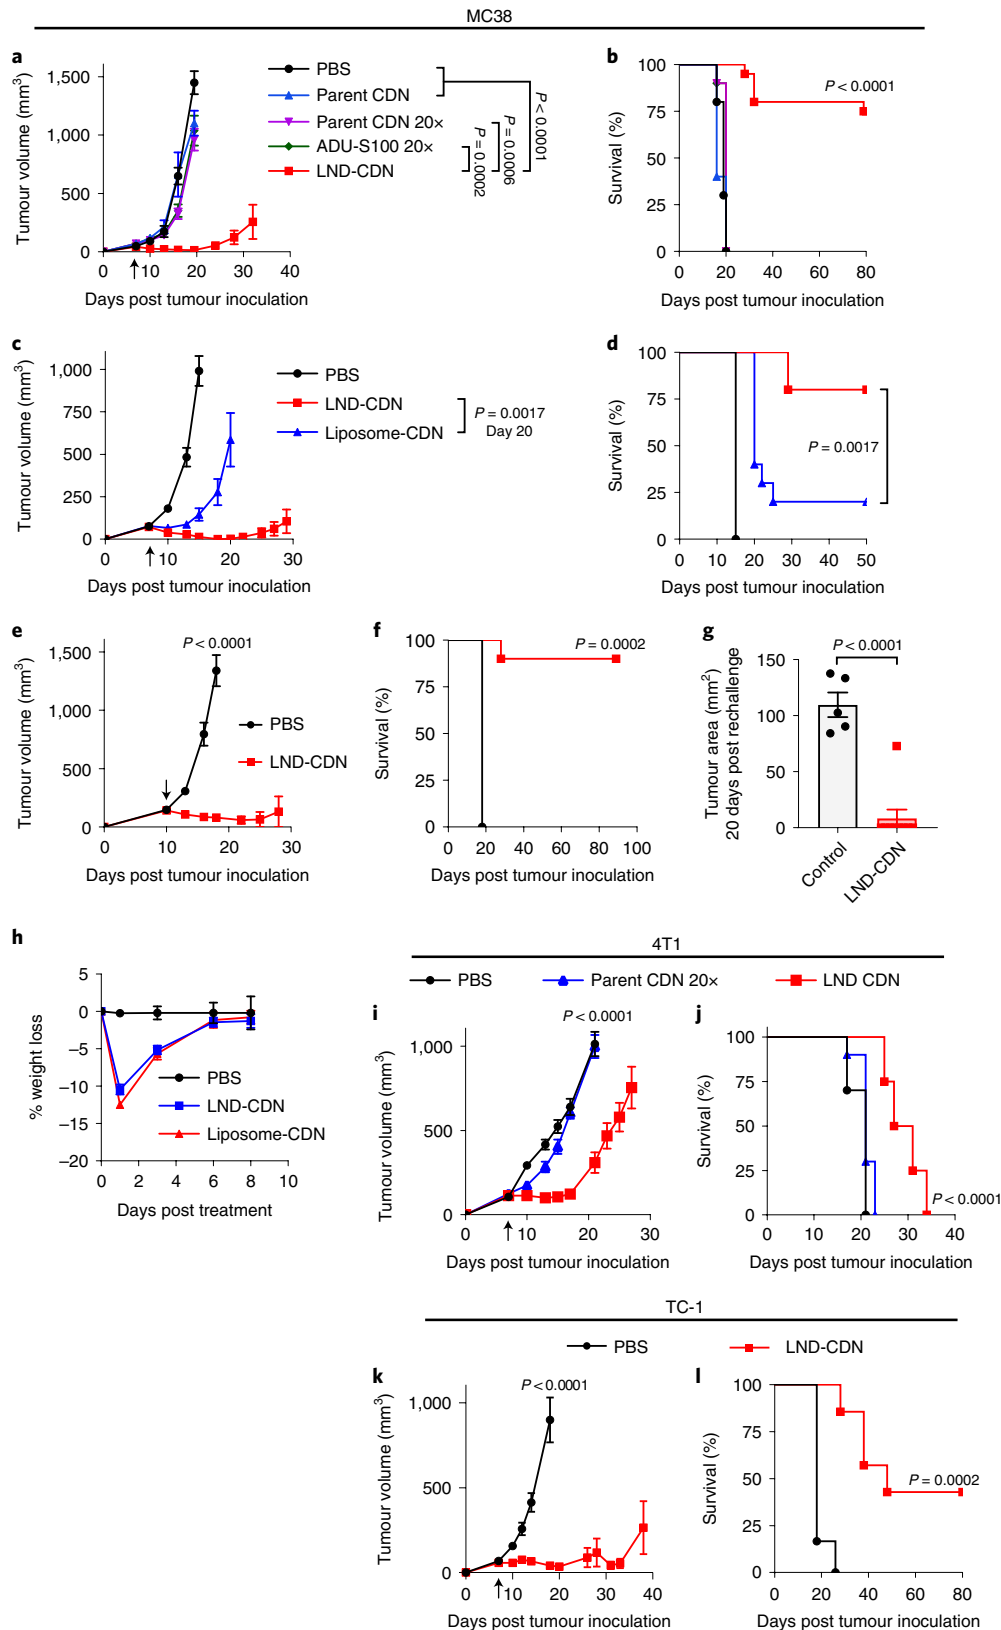 MC38
a
Tumour volume (mm³)
1,500
1,000
500
0
0 10 20 30 40
Days post tumour inoculation
PBS
Parent CDN
Parent CDN 20×
ADU-S100 20×
LND-CDN
P = 0.0002
P = 0.0006
P < 0.0001
b
Survival (%)
100
75
50
25
0
0 20 40 60 80
Days post tumour inoculation
P < 0.0001
c
Tumour volume (mm³)
1,000
750
500
250
0
0 10 20 30
Days post tumour inoculation
PBS
LND-CDN
Liposome-CDN
P = 0.0017
Day 20
d
Survival (%)
100
75
50
25
0
0 10 20 30 40 50
Days post tumour inoculation
P = 0.0017
e
Tumour volume (mm³)
1,500
1,000
500
0
0 10 20 30
Days post tumour inoculation
P < 0.0001
PBS
LND-CDN
f
Survival (%)
100
75
50
25
0
0 20 40 60 80 100
Days post tumour inoculation
P = 0.0002
g
Tumour area (mm²)
20 days post rechallenge
150
100
50
0
P < 0.0001
Control
LND-CDN
h
% weight loss
5
0
−5
−10
−15
−20
0 2 4 6 8 10
Days post treatment
PBS
LND-CDN
Liposome-CDN
4T1
PBS
Parent CDN 20×
LND CDN
i
Tumour volume (mm³)
1,000
500
0
0 10 20 30
Days post tumour inoculation
P < 0.0001
j
Survival (%)
100
75
50
25
0
0 10 20 30 40
Days post tumour inoculation
P < 0.0001
TC-1
PBS
LND-CDN
k
Tumour volume (mm³)
1,000
500
0
0 10 20 30 40
Days post tumour inoculation
P < 0.0001
l
Survival (%)
100
75
50
25
0
0 20 40 60 80
Days post tumour inoculation
P = 0.0002